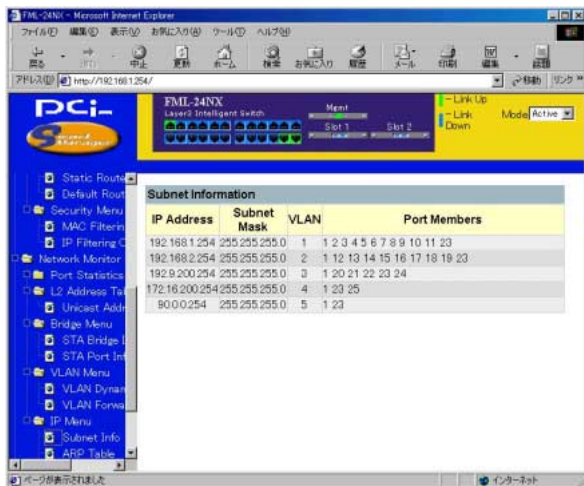 FML-24NX - Microsoft Internet Explorer
ファイル(F) 編集(E) 表示(V) お気に入り(A) ツール(T) ヘルプ(H)
戻る 中止 更新 ホーム 検索 お気に入り 履歴 メール 印刷 編集
アドレス(D) http://192.168.1.254/ 移動 リンク
PCi
FML-24NX
Layer3 Intelligent Switch
Mgmt
Slot 1 Slot 2
Link Up
Link Down
Mode Active
Static Route
Default Rout
Security Menu
MAC Filterin
IP Filtering C
Network Monitor
Port Statistics
L2 Address Tal
Unicast Addr
Bridge Menu
STA Bridge I
STA Port Inf
VLAN Menu
VLAN Dynan
VLAN Forwa
IP Menu
Subnet Info
ARP Table
Subnet Information
IP Address Subnet Mask VLAN Port Members
192.168.1.254 255.255.255.0 1 1 2 3 4 5 6 7 8 9 10 11 23
192.168.2.254 255.255.255.0 2 1 12 13 14 15 16 17 18 19 23
192.9.200.254 255.255.255.0 3 1 20 21 22 23 24
172.16.200.254 255.255.255.0 4 1 23 25
90.0.0.254 255.255.255.0 5 1 23
ページが表示されました
インターネット